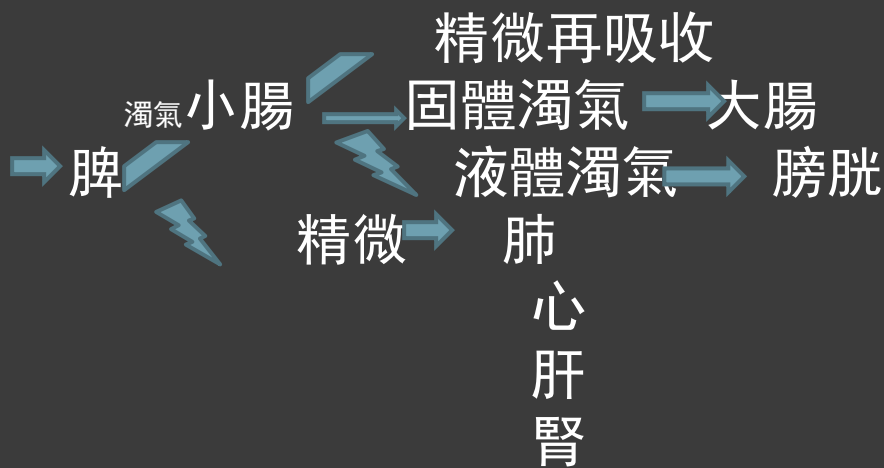 精微再吸收
濁氣小腸 固體濁氣 大腸
脾 液體濁氣 膀胱
精微 肺
心
肝
腎